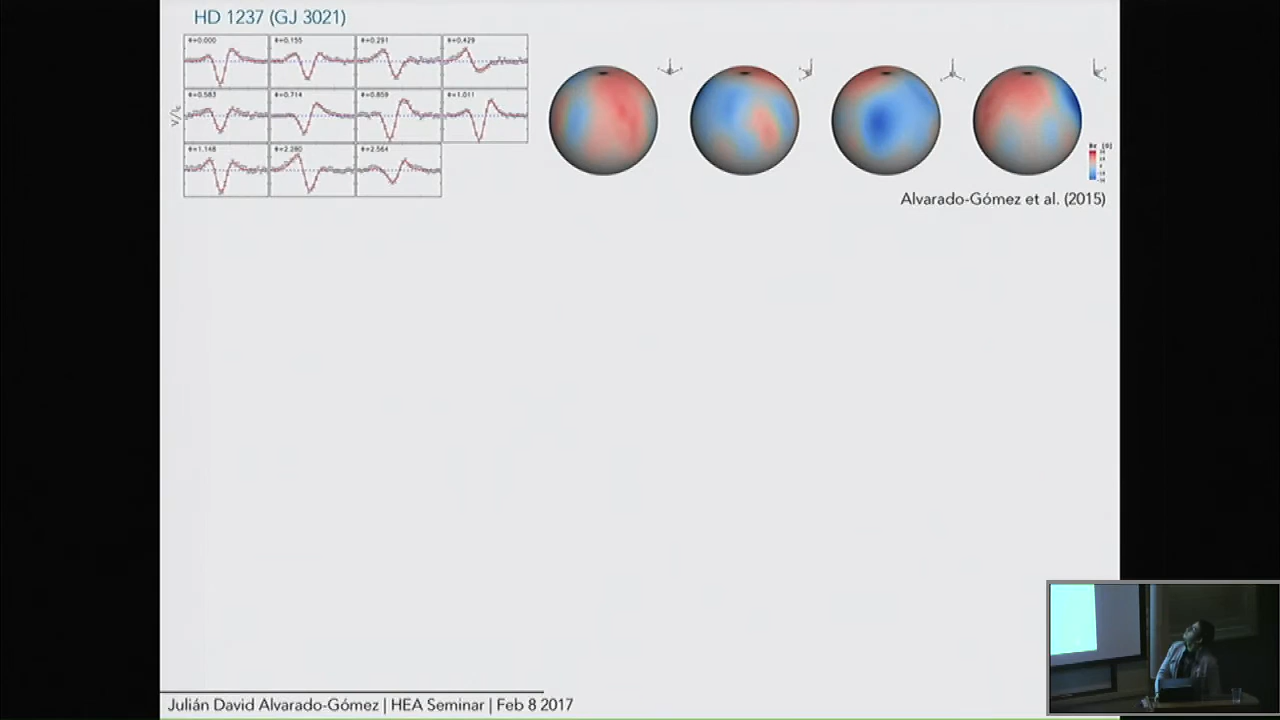 HD 1237 (GJ 3021)
Φ=0.000 Φ=0.155 Φ=0.291 Φ=0.429
Φ=0.583 Φ=0.714 Φ=0.859 Φ=1.011
Φ=1.148 Φ=2.280 Φ=2.564
V/Ic
Br [G]
Alvarado-Gómez et al. (2015)
Julián David Alvarado-Gómez | HEA Seminar | Feb 8 2017